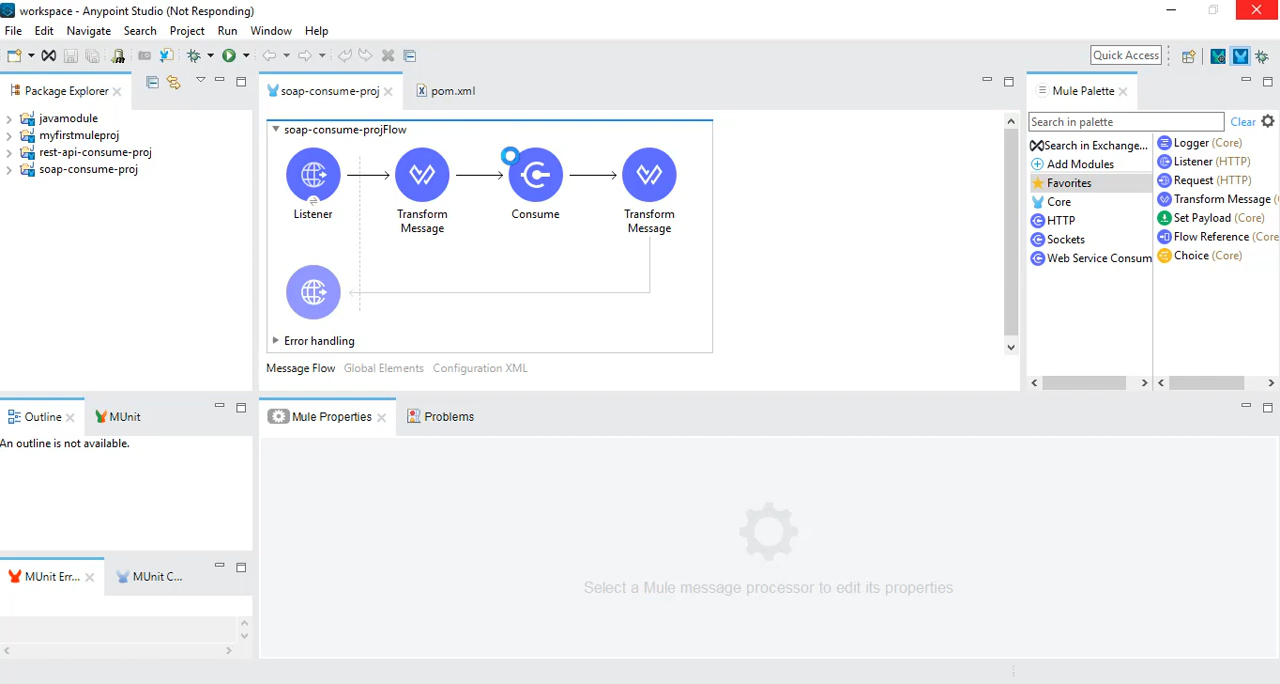 workspace - Anypoint Studio (Not Responding)
File Edit Navigate Search Project Run Window Help
Quick Access
Package Explorer
javamodule
myfirstmuleproj
rest-api-consume-proj
soap-consume-proj
soap-consume-proj
pom.xml
soap-consume-projFlow
Listener
Transform
Message
Consume
Transform
Message
Error handling
Message Flow Global Elements Configuration XML
Mule Palette
Search in palette
Clear
Search in Exchange...
Add Modules
Favorites
Core
HTTP
Sockets
Web Service Consum
Logger (Core)
Listener (HTTP)
Request (HTTP)
Transform Message (
Set Payload (Core)
Flow Reference (Core
Choice (Core)
Outline
MUnit
An outline is not available.
MUnit Err...
MUnit C...
Mule Properties
Problems
Select a Mule message processor to edit its properties